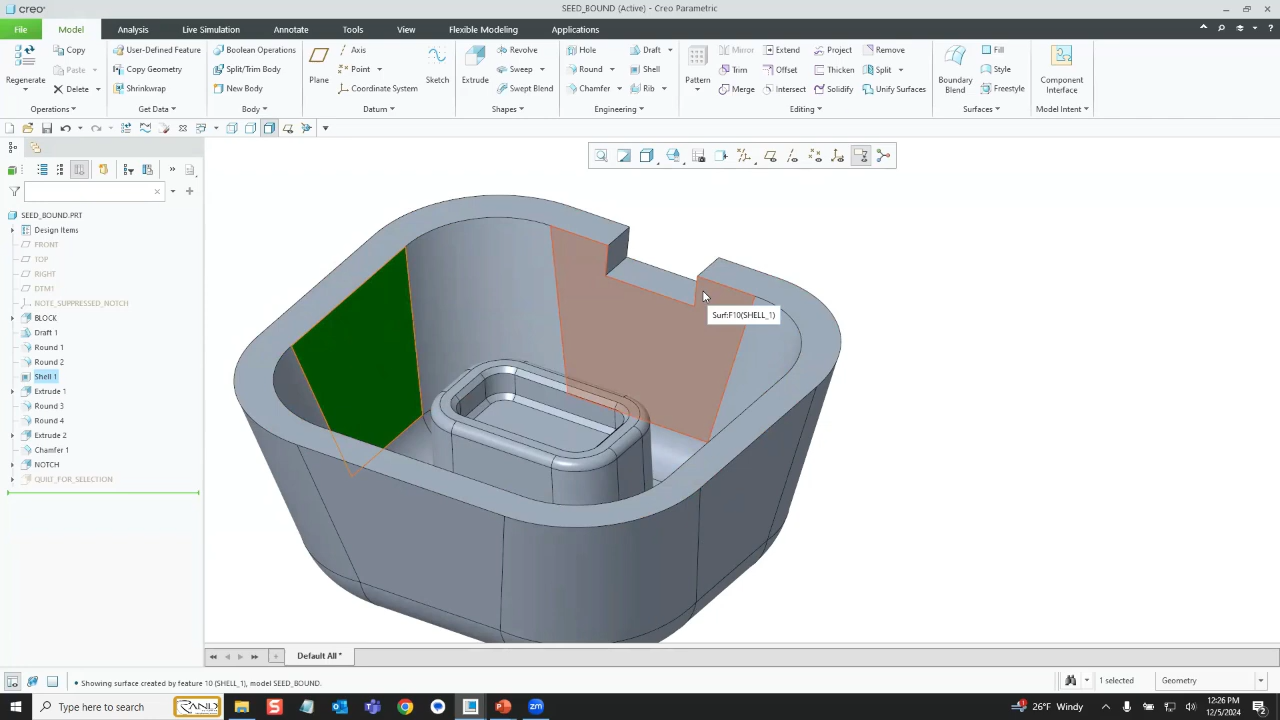 creo
SEED_BOUND (Active) - Creo Parametric
File
Model
Analysis
Live Simulation
Annotate
Tools
View
Flexible Modeling
Applications
Regenerate
Copy
Paste
Delete
Operations
User-Defined Feature
Copy Geometry
Shrinkwrap
Get Data
Boolean Operations
Split/Trim Body
New Body
Body
Plane
Axis
Point
Coordinate System
Sketch
Datum
Extrude
Revolve
Sweep
Swept Blend
Shapes
Hole
Round
Chamfer
Draft
Shell
Rib
Engineering
Pattern
Mirror
Trim
Merge
Extend
Offset
Intersect
Project
Thicken
Solidify
Remove
Split
Unify Surfaces
Editing
Boundary
Blend
Fill
Style
Freestyle
Surfaces
Component
Interface
Model Intent
SEED_BOUND.PRT
Design Items
FRONT
TOP
RIGHT
DTM1
NOTE_SUPPRESSED_NOTCH
BLOCK
Draft 1
Round 1
Round 2
Shell 1
Extrude 1
Round 3
Round 4
Extrude 2
Chamfer 1
NOTCH
QUILT_FOR_SELECTION
Surf:F10(SHELL_1)
Default All *
Showing surface created by feature 10 (SHELL_1), model SEED_BOUND.
1 selected
Geometry
Type here to search
RAND
26°F Windy
12:26 PM
12/5/2024
2